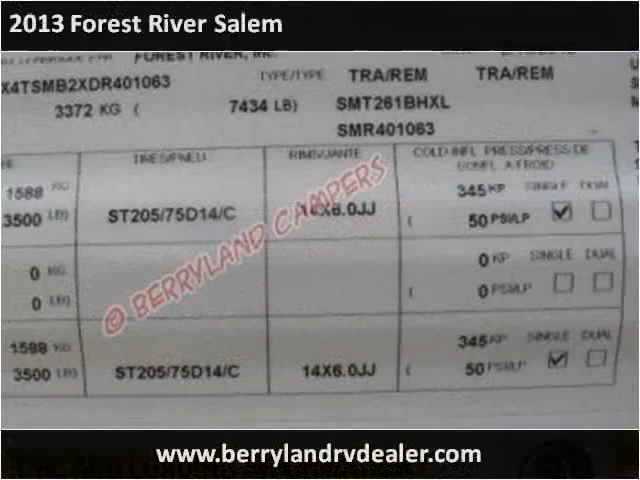 2013 Forest River Salem
FOREST RIVER, INC.
X4TSMB2XDR401063 TYPE/TYPE TRA/REM TRA/REM
3372 KG ( 7434 LB) SMT261BHXL
SMR401063
TIRES/PNEU RIMS/JANTE COLD INFL. PRESS/PRESS DE
GONFL. A FROID
1588 KG 345 KP SINGLE DUAL
3500 LB) ST205/75D14/C 14X6.0JJ ( 50 PSI/LP
0 KG 0 KP SINGLE DUAL
0 LB) ( 0 PSI/LP
1588 KG 345 KP SINGLE DUAL
3500 LB) ST205/75D14/C 14X6.0JJ ( 50 PSI/LP
© BERRYLAND CAMPERS
www.berrylandrvdealer.com